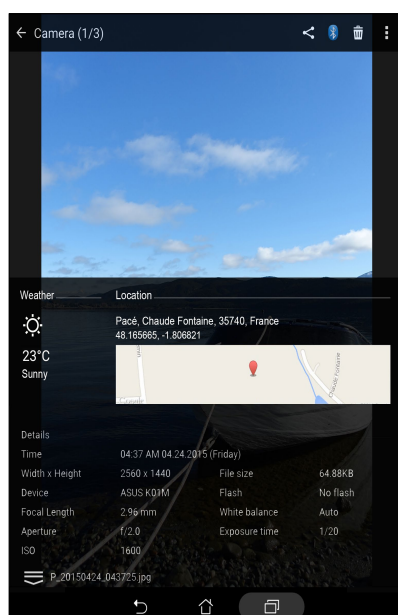 Camera (1/3)
Weather Location
Pacé, Chaude Fontaine, 35740, France
48.165665, -1.806821
23°C
Sunny
Chaude Fontaine
Details
Time 04:37 AM 04.24.2015 (Friday)
Width x Height 2560 x 1440 File size 64.88KB
Device ASUS K01M Flash No flash
Focal Length 2.96 mm White balance Auto
Aperture f/2.0 Exposure time 1/20
ISO 1600
P_20150424_043725.jpg